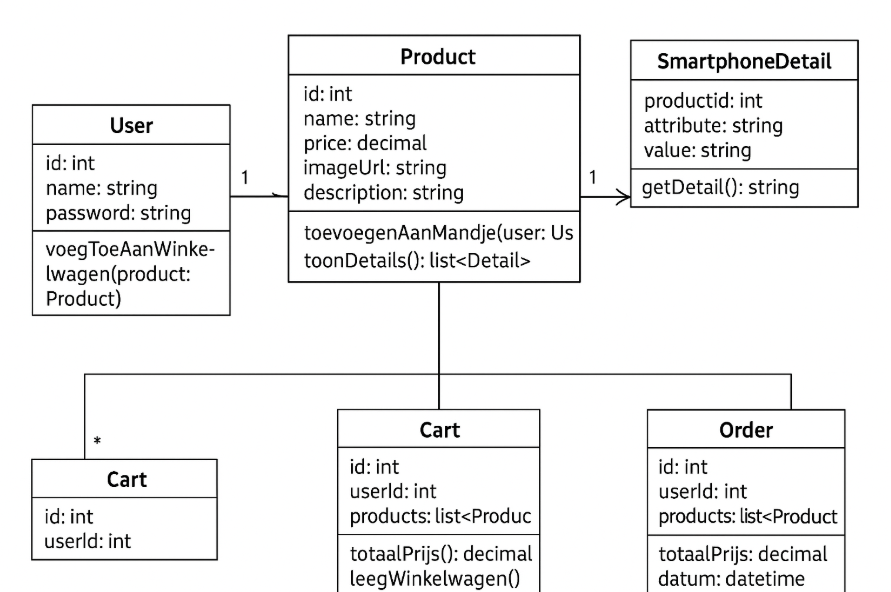 User
id: int
name: string
password: string
voegToeAanWinke-
lwagen(product:
Product)
1
Product
id: int
name: string
price: decimal
imageUrl: string
description: string
toevoegenAanMandje(user: Us
toonDetails(): list<Detail>
1
SmartphoneDetail
productid: int
attribute: string
value: string
getDetail(): string
*
Cart
id: int
userId: int
Cart
id: int
userId: int
products: list<Produc
totaalPrijs(): decimal
leegWinkelwagen()
Order
id: int
userId: int
products: list<Product
totaalPrijs: decimal
datum: datetime